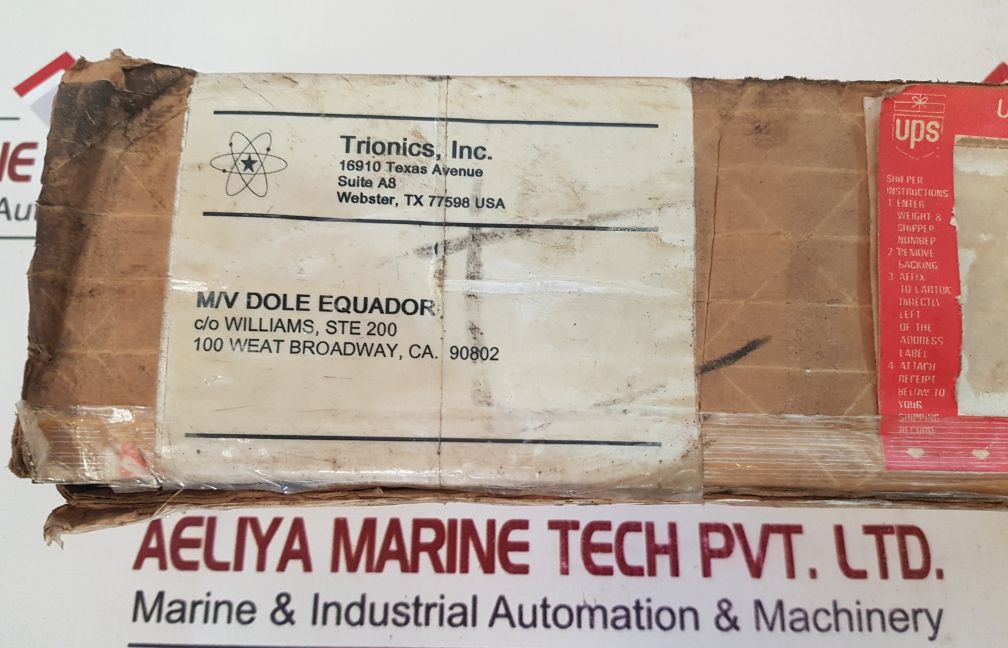 Trionics, Inc.
16910 Texas Avenue
Suite A8
Webster, TX 77598 USA
M/V DOLE EQUADOR
c/o WILLIAMS, STE 200
100 WEAT BROADWAY, CA. 90802
ups
SHIPPER
INSTRUCTIONS
1 ENTER
WEIGHT &
SHIPPER
NUMBER
2 REMOVE
BACKING
3 AFFIX
TO CARTON
DIRECTLY
LEFT
OF THE
ADDRESS
LABEL
4 ATTACH
RECEIPT
BELOW TO
YOUR
SHIPPING
RECORD
AELIYA MARINE TECH PVT. LTD.
Marine & Industrial Automation & Machinery